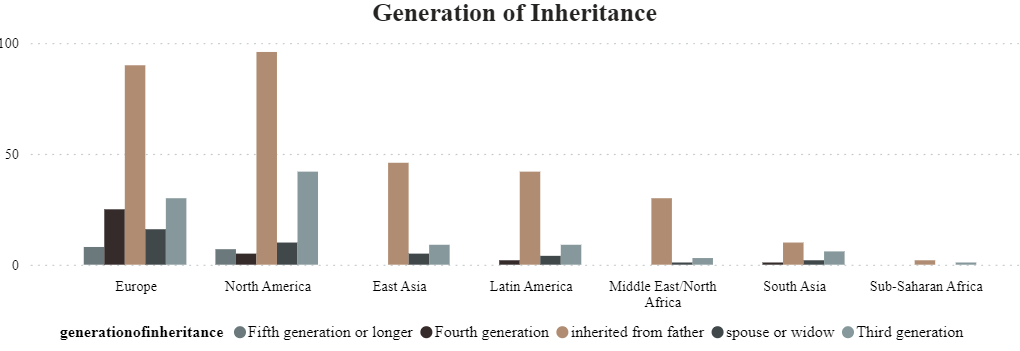 Generation of Inheritance
100
50
0
Europe
North America
East Asia
Latin America
Middle East/North
Africa
South Asia
Sub-Saharan Africa
generationofinheritance Fifth generation or longer Fourth generation inherited from father spouse or widow Third generation